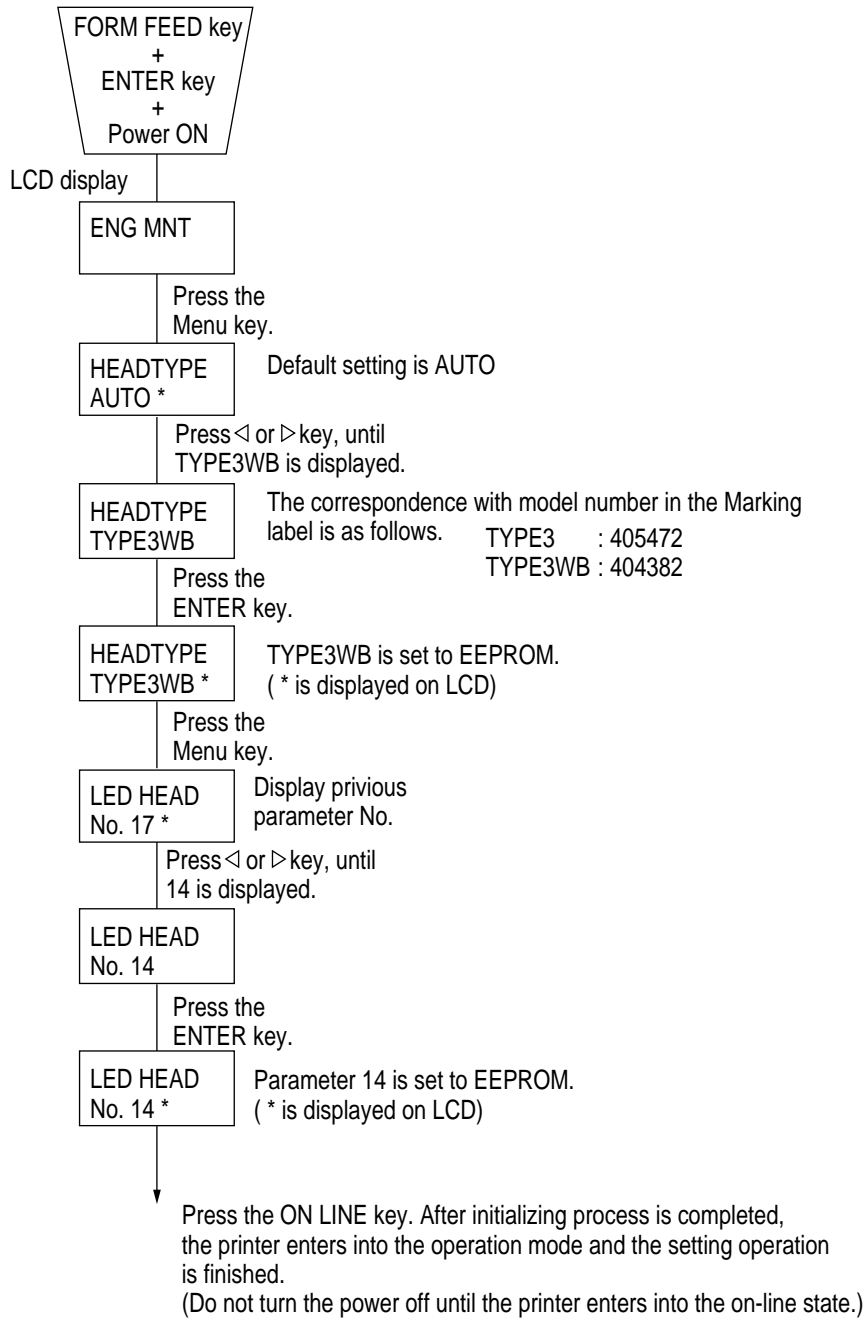 FORM FEED key
+
ENTER key
+
Power ON
LCD display
ENG MNT
Press the
Menu key.
HEADTYPE
AUTO *
Default setting is AUTO
Press ◁ or ▷ key, until
TYPE3WB is displayed.
HEADTYPE
TYPE3WB
The correspondence with model number in the Marking
label is as follows.
TYPE3 : 405472
TYPE3WB : 404382
Press the
ENTER key.
HEADTYPE
TYPE3WB *
TYPE3WB is set to EEPROM.
( * is displayed on LCD)
Press the
Menu key.
LED HEAD
No. 17 *
Display privious
parameter No.
Press ◁ or ▷ key, until
14 is displayed.
LED HEAD
No. 14
Press the
ENTER key.
LED HEAD
No. 14 *
Parameter 14 is set to EEPROM.
( * is displayed on LCD)
Press the ON LINE key. After initializing process is completed,
the printer enters into the operation mode and the setting operation
is finished.
(Do not turn the power off until the printer enters into the on-line state.)